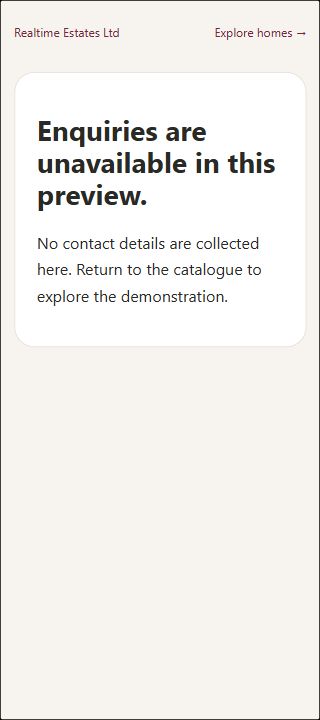 Realtime Estates Ltd
Explore homes →
Enquiries are
unavailable in this
preview.
No contact details are collected
here. Return to the catalogue to
explore the demonstration.